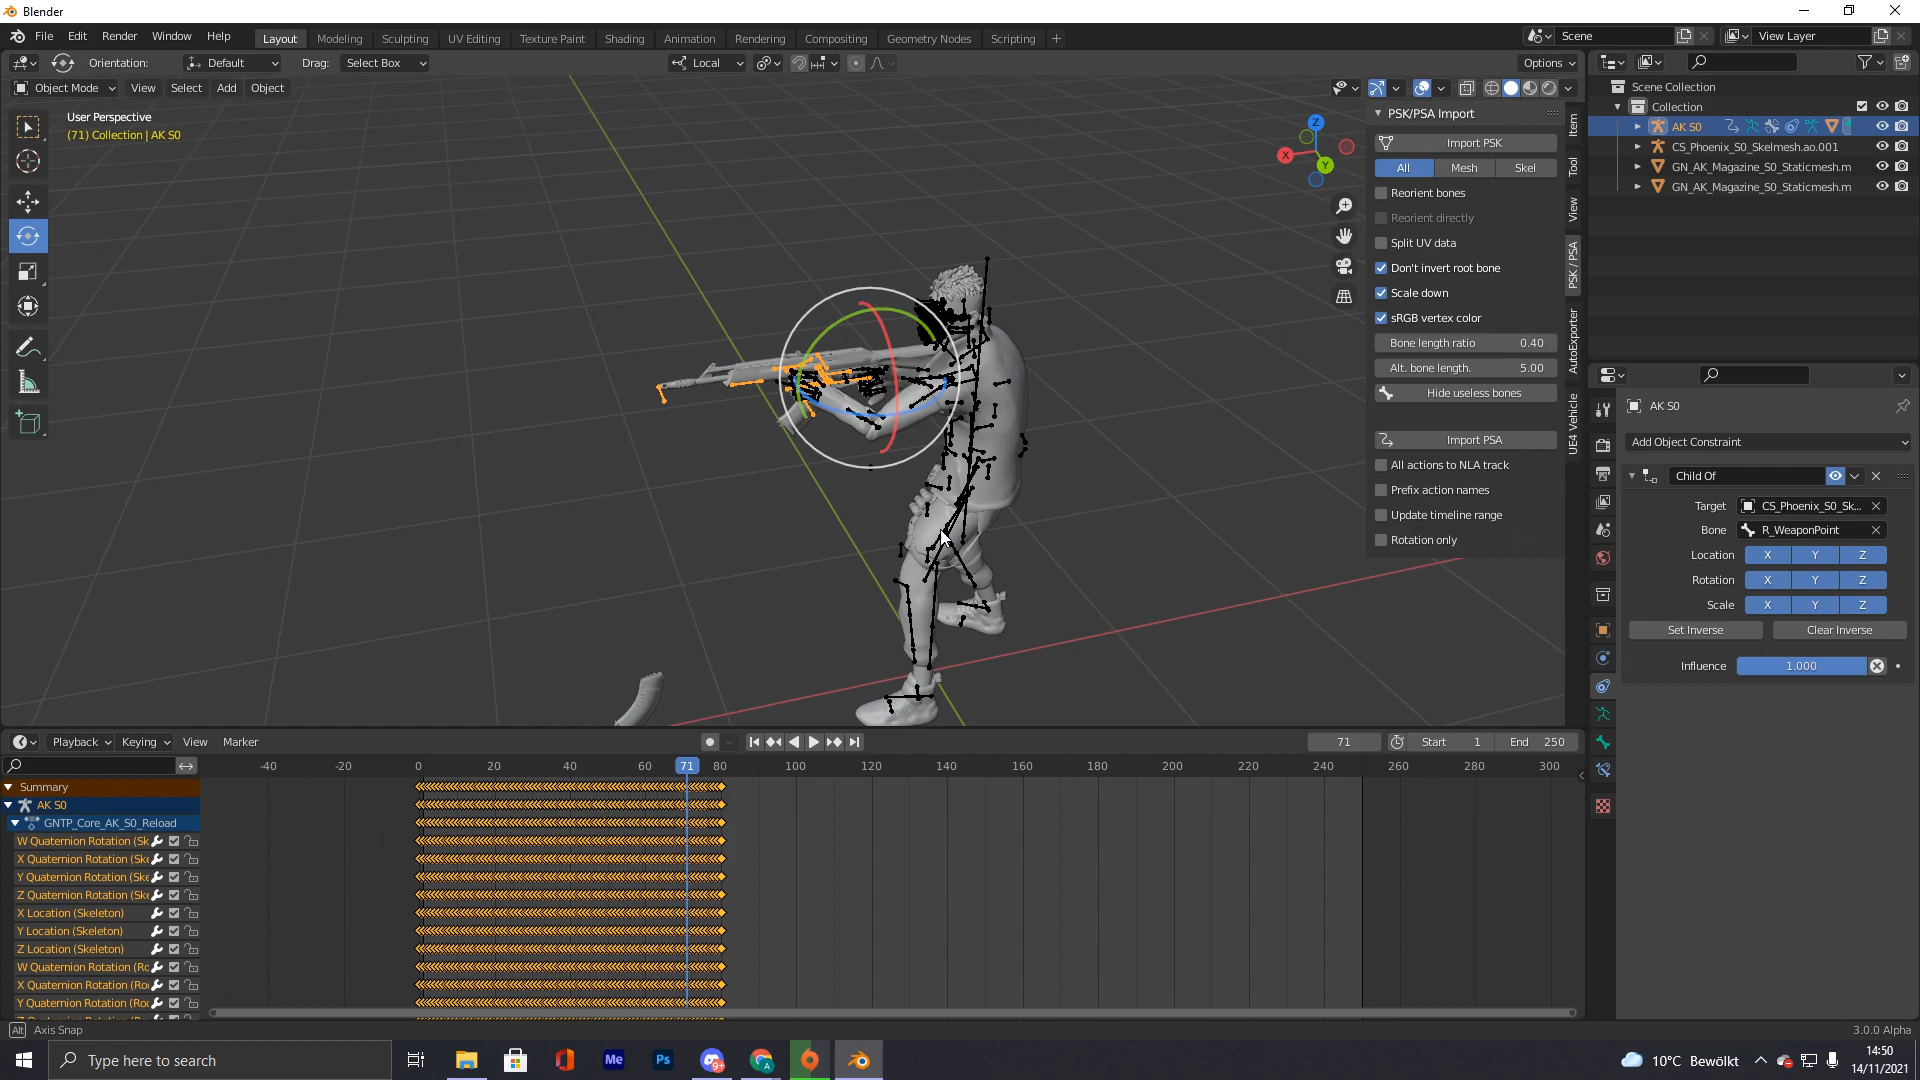 Blender
File Edit Render Window Help
Layout Modeling Sculpting UV Editing Texture Paint Shading Animation Rendering Compositing Geometry Nodes Scripting +
Scene
View Layer
Orientation: Default Drag: Select Box
Local
Options
Object Mode View Select Add Object
User Perspective
(71) Collection | AK S0
Z
X
Y
PSK/PSA Import
Import PSK
All Mesh Skel
Reorient bones
Reorient directly
Split UV data
Don't invert root bone
Scale down
sRGB vertex color
Bone length ratio 0.40
Alt. bone length. 5.00
Hide useless bones
Import PSA
All actions to NLA track
Prefix action names
Update timeline range
Rotation only
Item
Tool
View
PSK / PSA
AutoExporter
UE4 Vehicle
Scene Collection
Collection
AK S0
CS_Phoenix_S0_Skelmesh.ao.001
GN_AK_Magazine_S0_Staticmesh.m
GN_AK_Magazine_S0_Staticmesh.m
AK S0
Add Object Constraint
Child Of
Target CS_Phoenix_S0_Sk...
Bone R_WeaponPoint
Location X Y Z
Rotation X Y Z
Scale X Y Z
Set Inverse Clear Inverse
Influence 1.000
Playback Keying View Marker
71 Start 1 End 250
-40 -20 0 20 40 60 71 80 100 120 140 160 180 200 220 240 260 280 300
Summary
AK S0
GNTP_Core_AK_S0_Reload
W Quaternion Rotation (Sk
X Quaternion Rotation (Ske
Y Quaternion Rotation (Ske
Z Quaternion Rotation (Ske
X Location (Skeleton)
Y Location (Skeleton)
Z Location (Skeleton)
W Quaternion Rotation (Ro
X Quaternion Rotation (Roo
Y Quaternion Rotation (Roo
Alt Axis Snap
3.0.0 Alpha
Type here to search
Me
Ps
9+
A
10°C Bewölkt
14:50
14/11/2021